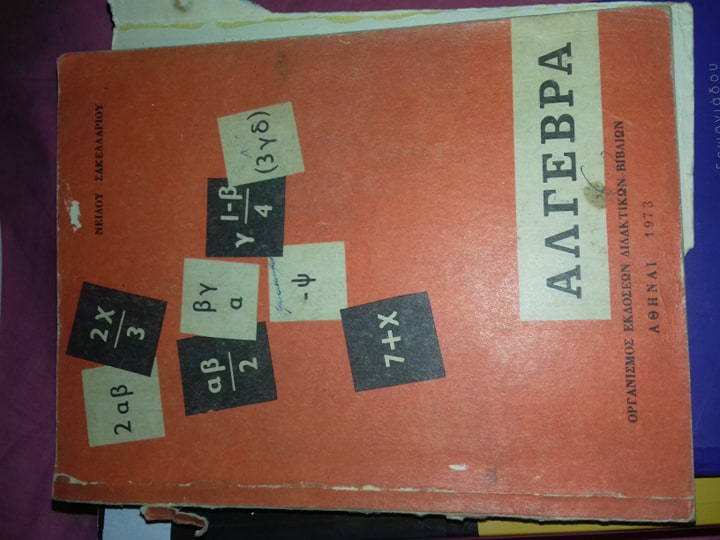 ΝΕΙΛΟΥ ΣΑΚΕΛΛΑΡΙΟΥ
2αβ
2χ
3
αβ
2
βγ
α
γ 1-β
4
(3γδ)
-ψ
7+χ
ΑΛΓΕΒΡΑ
ΟΡΓΑΝΙΣΜΟΣ ΕΚΔΟΣΕΩΝ ΔΙΔΑΚΤΙΚΩΝ ΒΙΒΛΙΩΝ
ΑΘΗΝΑΙ 1973